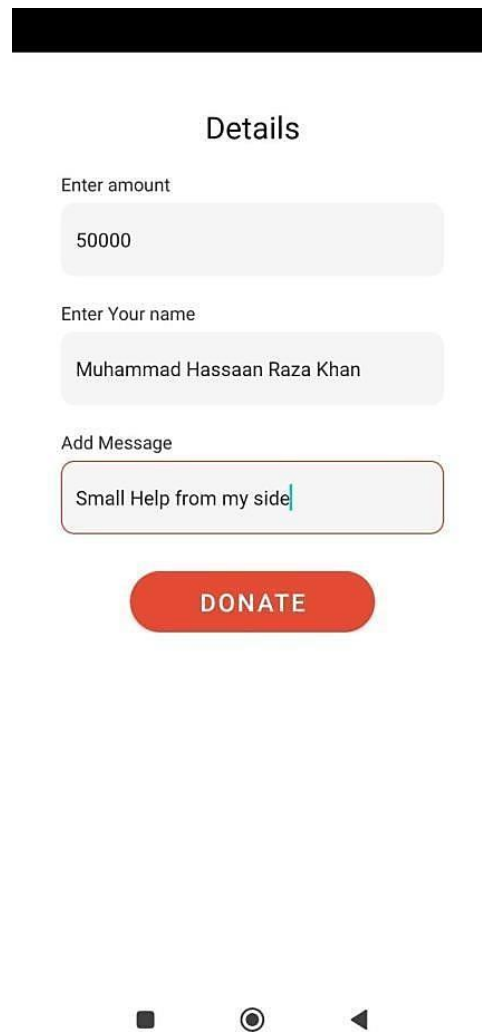 Details
Enter amount
50000
Enter Your name
Muhammad Hassaan Raza Khan
Add Message
Small Help from my side
DONATE